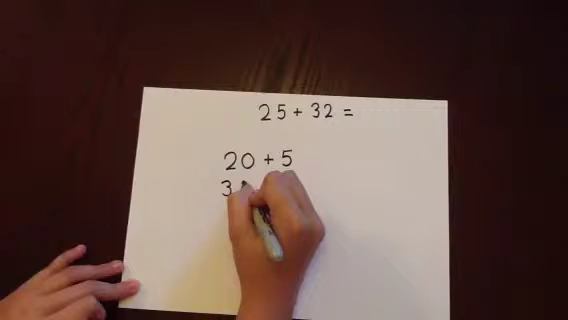 25 + 32 =
20 + 5
3